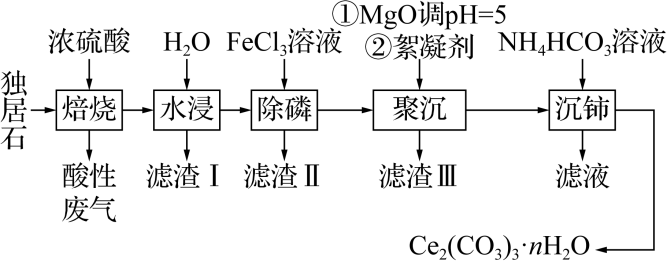 ①MgO调pH=5
浓硫酸 H₂O FeCl₃溶液 ②絮凝剂 NH₄HCO₃溶液
独居石 焙烧 水浸 除磷 聚沉 沉铈
酸性废气 滤渣Ⅰ 滤渣Ⅱ 滤渣Ⅲ 滤液
Ce₂(CO₃)₃·nH₂O